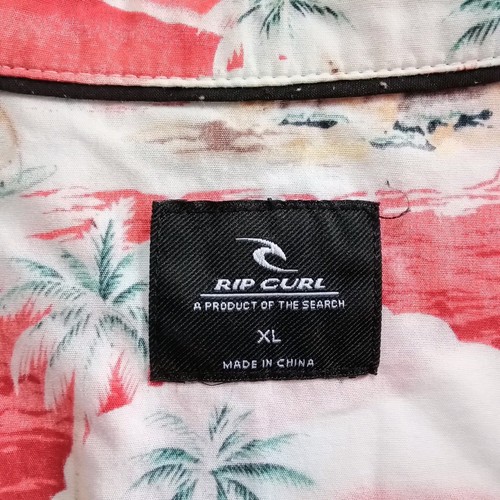 RIP CURL
A PRODUCT OF THE SEARCH
XL
MADE IN CHINA